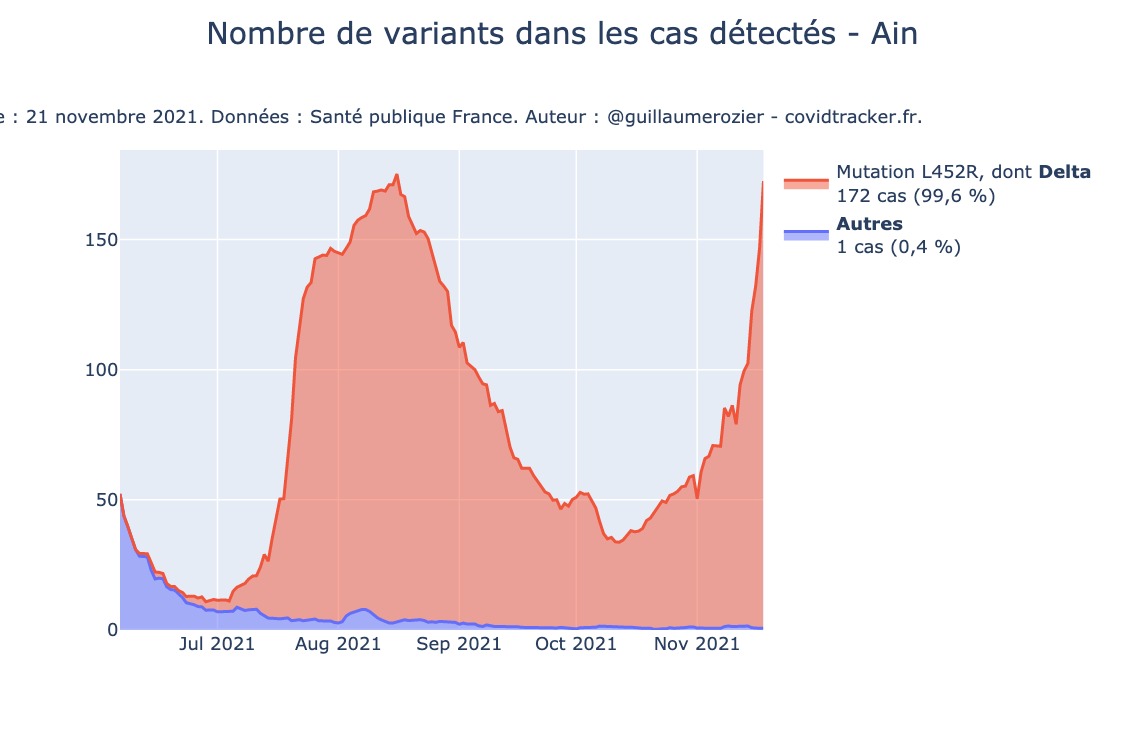 Nombre de variants dans les cas détectés - Ain
: 21 novembre 2021. Données : Santé publique France. Auteur : @guillaumerozier - covidtracker.fr.
Mutation L452R, dont Delta
172 cas (99,6 %)
Autres
1 cas (0,4 %)
150
100
50
0
Jul 2021 Aug 2021 Sep 2021 Oct 2021 Nov 2021